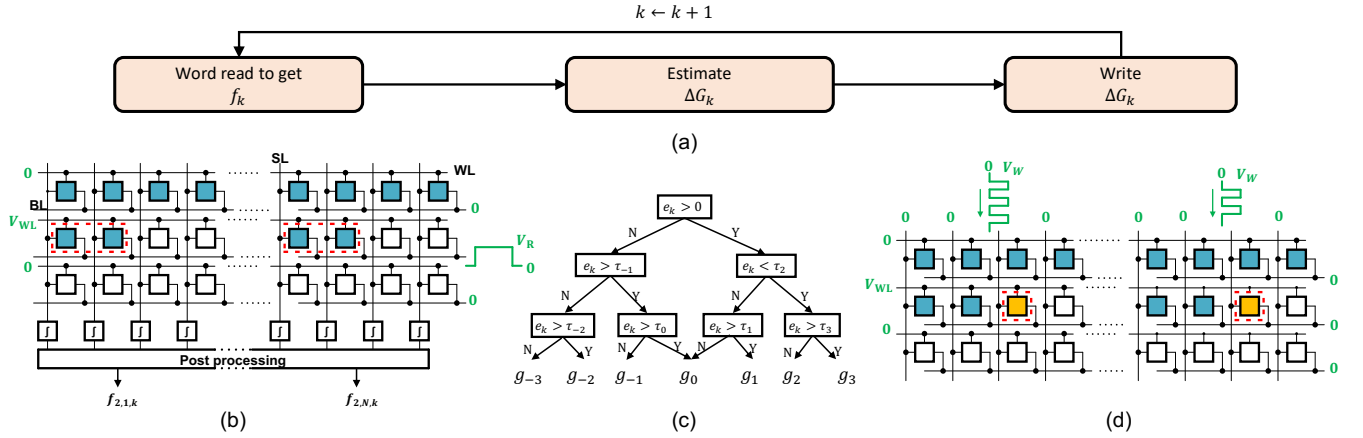 k ← k + 1
Word read to get
f_k
Estimate
ΔG_k
Write
ΔG_k
(a)
SL
WL
0
BL
0
V_WL
V_R
0
0
0
∫ ∫ ∫ ∫ ∫ ∫ ∫ ∫
Post processing
f_{2,1,k} f_{2,N,k}
(b)
e_k > 0
N Y
e_k > τ_{-1} e_k < τ_2
N Y N Y
e_k > τ_{-2} e_k > τ_0 e_k > τ_1 e_k > τ_3
N Y N Y N Y N Y
g_{-3} g_{-2} g_{-1} g_0 g_1 g_2 g_3
(c)
0 V_W 0 V_W
0 0 0 0 0 0
0
0
V_WL
0
0
0
(d)